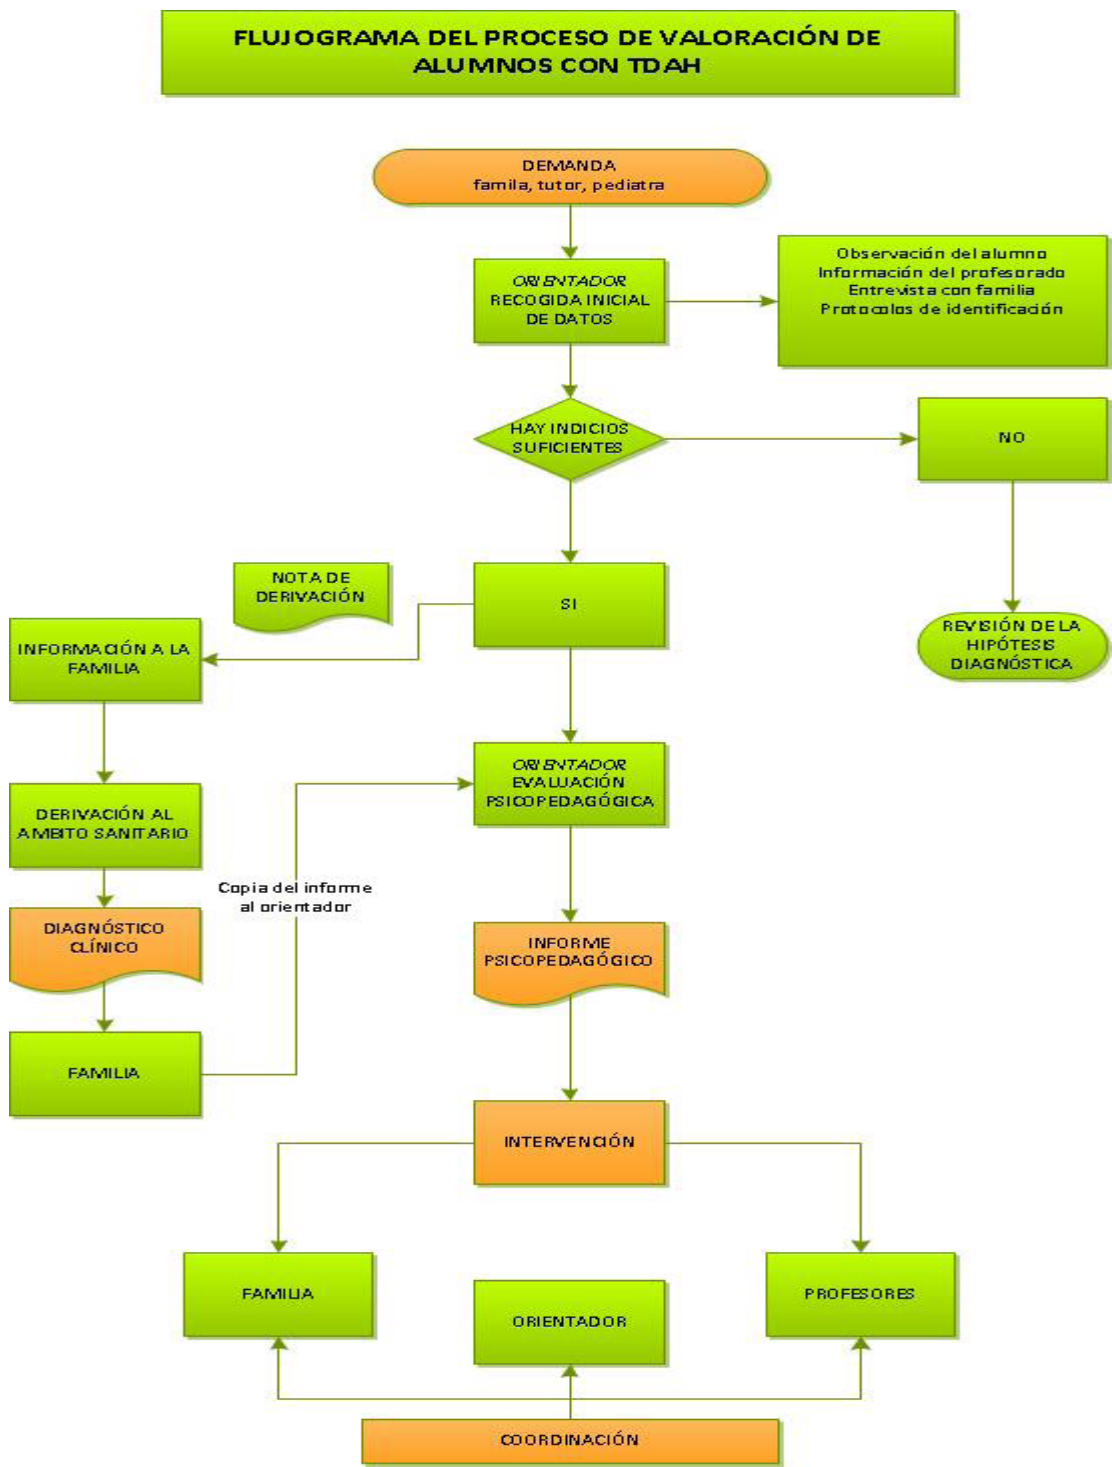 FLUJOGRAMA DEL PROCESO DE VALORACIÓN DE
ALUMNOS CON TDAH
DEMANDA
famila, tutor, pediatra
ORIENTADOR
RECOGIDA INICIAL
DE DATOS
Observación del alumno
Información del profesorado
Entrevista con familia
Protocolos de identificación
HAY INDICIOS
SUFICIENTES
NO
NOTA DE
DERIVACIÓN
SI
REVISIÓN DE LA
HIPÓTESIS
DIAGNÓSTICA
INFORMACIÓN A LA
FAMILIA
ORIENTADOR
EVALUACIÓN
PSICOPEDAGÓGICA
DERIVACIÓN AL
AMBITO SANITARIO
Copia del informe
al orientador
DIAGNÓSTICO
CLÍNICO
INFORME
PSICOPEDAGÓGICO
FAMILIA
INTERVENCIÓN
FAMILIA
ORIENTADOR
PROFESORES
COORDINACIÓN